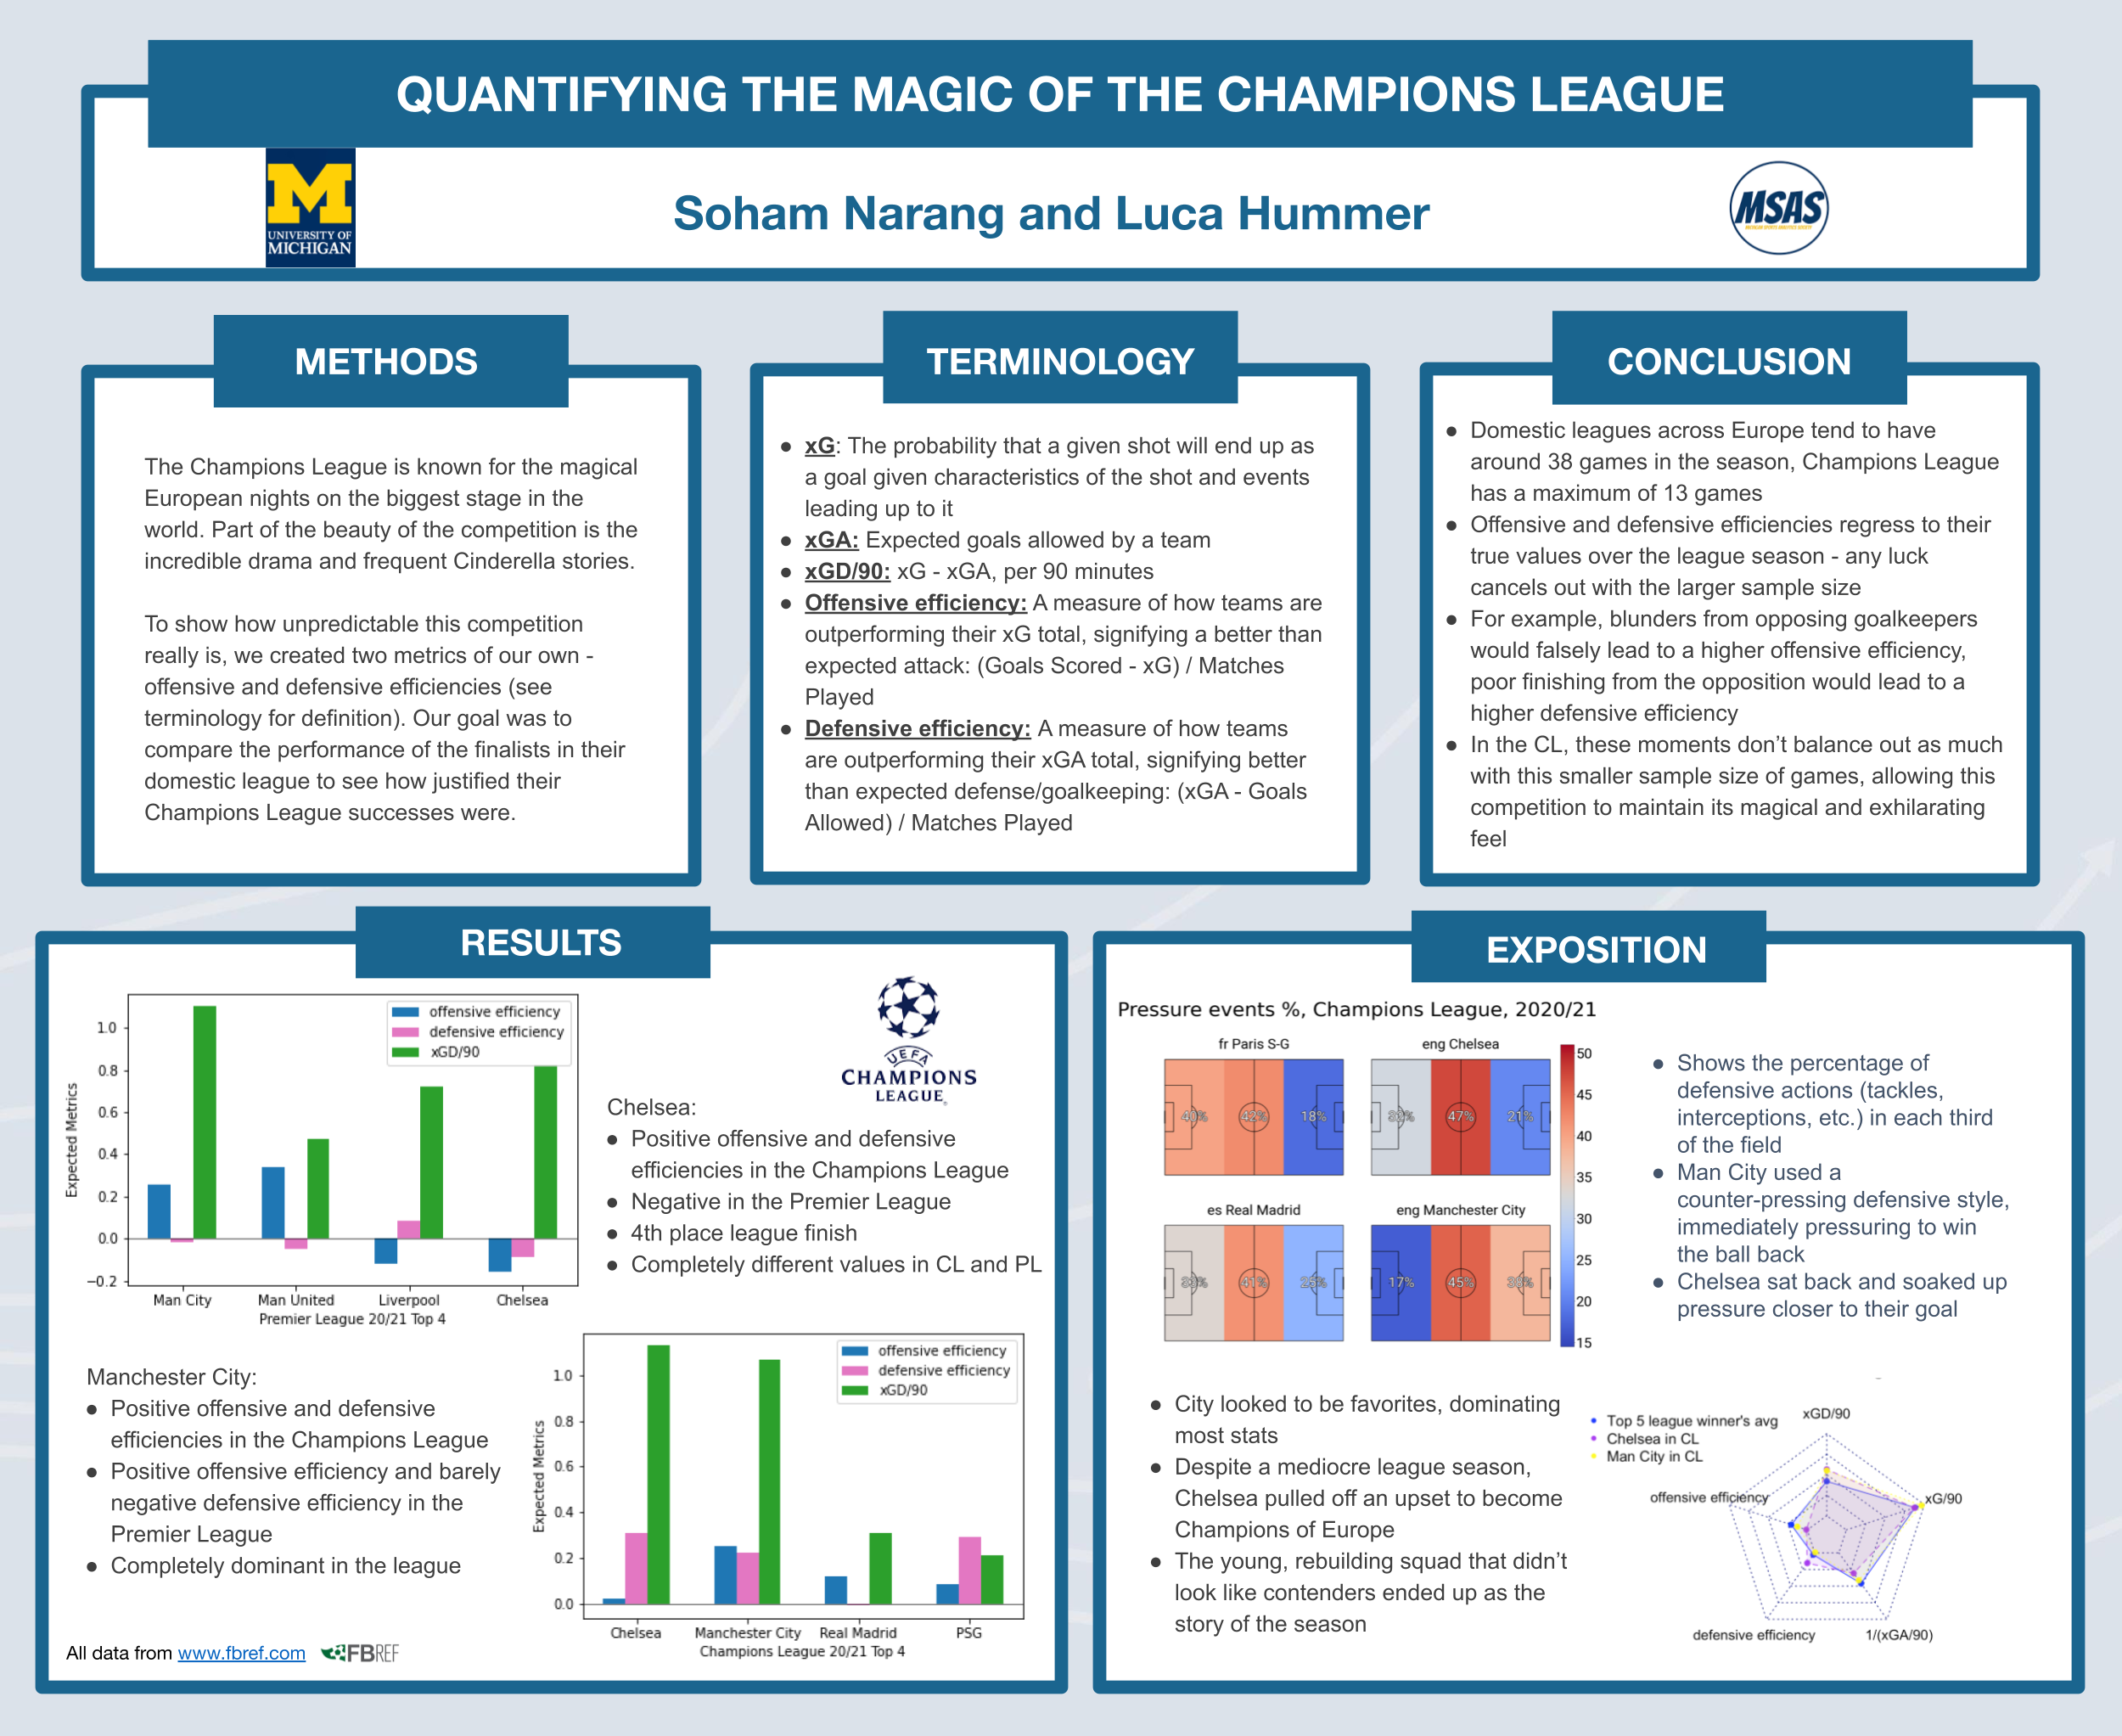 QUANTIFYING THE MAGIC OF THE CHAMPIONS LEAGUE
M
UNIVERSITY OF
MICHIGAN
Soham Narang and Luca Hummer
MSAS
METHODS
The Champions League is known for the magical
European nights on the biggest stage in the
world. Part of the beauty of the competition is the
incredible drama and frequent Cinderella stories.
To show how unpredictable this competition
really is, we created two metrics of our own -
offensive and defensive efficiencies (see
terminology for definition). Our goal was to
compare the performance of the finalists in their
domestic league to see how justified their
Champions League successes were.
TERMINOLOGY
● xG: The probability that a given shot will end up as
a goal given characteristics of the shot and events
leading up to it
● xGA: Expected goals allowed by a team
● xGD/90: xG - xGA, per 90 minutes
● Offensive efficiency: A measure of how teams are
outperforming their xG total, signifying a better than
expected attack: (Goals Scored - xG) / Matches
Played
● Defensive efficiency: A measure of how teams
are outperforming their xGA total, signifying better
than expected defense/goalkeeping: (xGA - Goals
Allowed) / Matches Played
CONCLUSION
● Domestic leagues across Europe tend to have
around 38 games in the season, Champions League
has a maximum of 13 games
● Offensive and defensive efficiencies regress to their
true values over the league season - any luck
cancels out with the larger sample size
● For example, blunders from opposing goalkeepers
would falsely lead to a higher offensive efficiency,
poor finishing from the opposition would lead to a
higher defensive efficiency
● In the CL, these moments don’t balance out as much
with this smaller sample size of games, allowing this
competition to maintain its magical and exhilarating
feel
RESULTS
offensive efficiency
defensive efficiency
xGD/90
1.0
0.8
0.6
0.4
0.2
0.0
−0.2
Expected Metrics
Man City Man United Liverpool Chelsea
Premier League 20/21 Top 4
UEFA
CHAMPIONS
LEAGUE
Chelsea:
● Positive offensive and defensive
efficiencies in the Champions League
● Negative in the Premier League
● 4th place league finish
● Completely different values in CL and PL
Manchester City:
● Positive offensive and defensive
efficiencies in the Champions League
● Positive offensive efficiency and barely
negative defensive efficiency in the
Premier League
● Completely dominant in the league
offensive efficiency
defensive efficiency
xGD/90
1.0
0.8
0.6
0.4
0.2
0.0
Expected Metrics
Chelsea Manchester City Real Madrid PSG
Champions League 20/21 Top 4
All data from www.fbref.com
FBREF
EXPOSITION
Pressure events %, Champions League, 2020/21
fr Paris S-G
40% 42% 18%
eng Chelsea
47% 21%
es Real Madrid
41%
eng Manchester City
17% 45%
50
45
40
35
30
25
20
15
● Shows the percentage of
defensive actions (tackles,
interceptions, etc.) in each third
of the field
● Man City used a
counter-pressing defensive style,
immediately pressuring to win
the ball back
● Chelsea sat back and soaked up
pressure closer to their goal
● City looked to be favorites, dominating
most stats
● Despite a mediocre league season,
Chelsea pulled off an upset to become
Champions of Europe
● The young, rebuilding squad that didn’t
look like contenders ended up as the
story of the season
Top 5 league winner's avg
Chelsea in CL
Man City in CL
xGD/90
xG/90
1/(xGA/90)
defensive efficiency
offensive efficiency